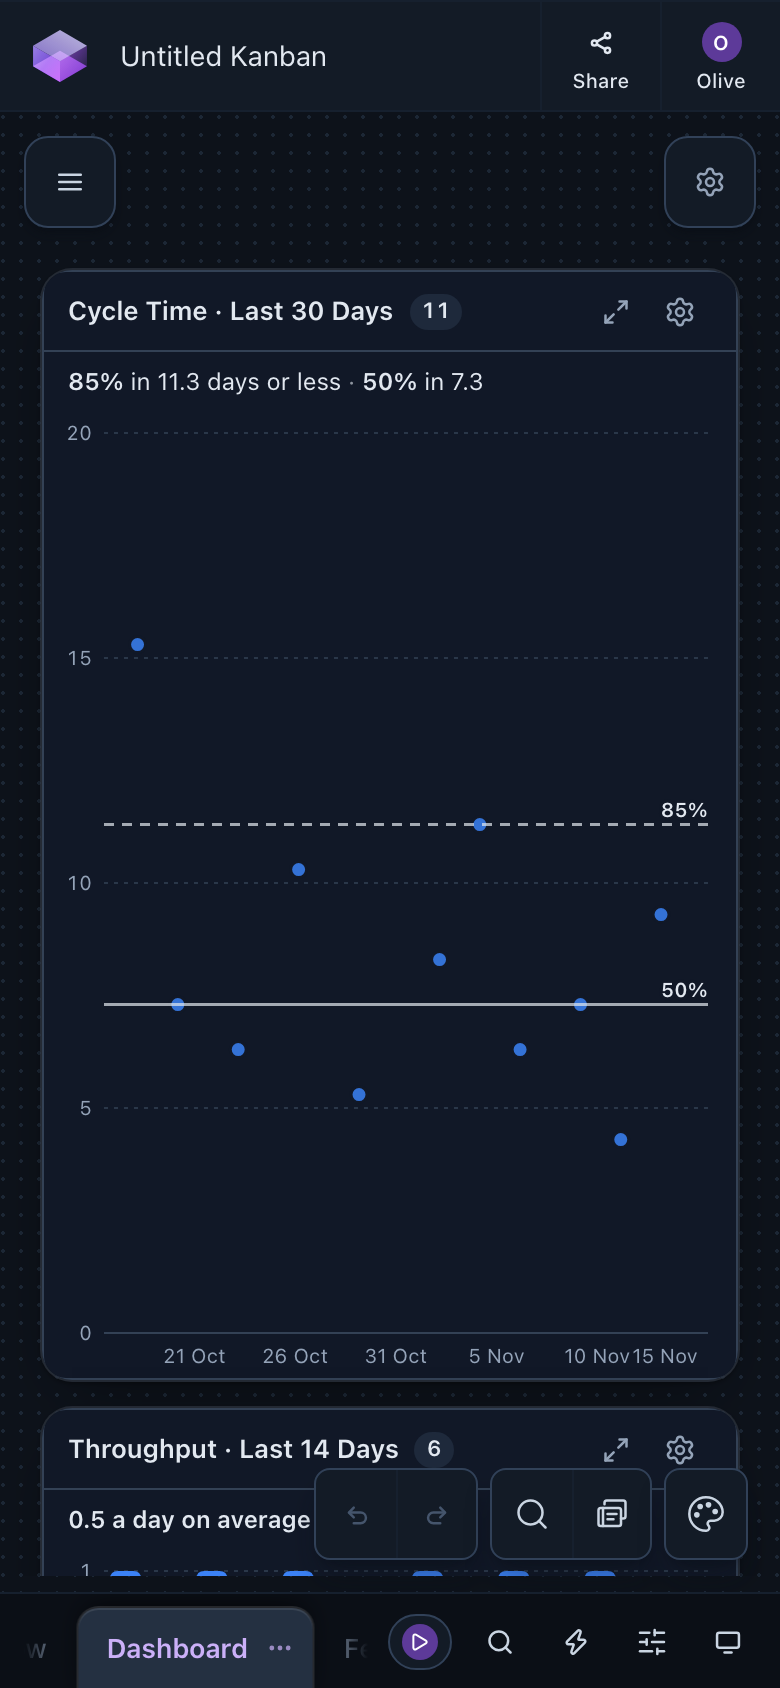 Untitled Kanban
Share
O
Olive
Cycle Time · Last 30 Days 11
85% in 11.3 days or less · 50% in 7.3
20
15
85%
10
50%
5
0
21 Oct 26 Oct 31 Oct 5 Nov 10 Nov 15 Nov
Throughput · Last 14 Days 6
0.5 a day on average
1
w Dashboard ··· F